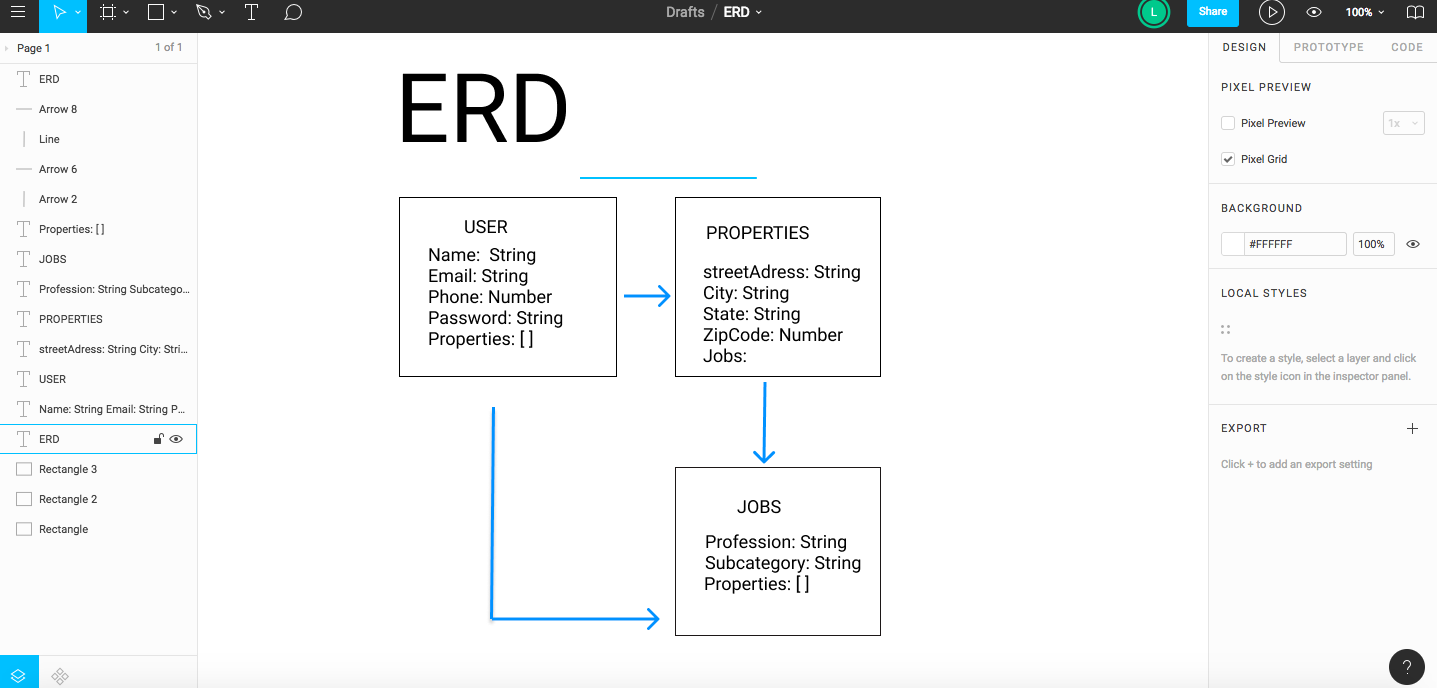 Drafts / ERD
L
Share
100%
Page 1
1 of 1
DESIGN
PROTOTYPE
CODE
ERD
Arrow 8
Line
Arrow 6
Arrow 2
Properties: [ ]
JOBS
Profession: String Subcatego...
PROPERTIES
streetAdress: String City: Stri...
USER
Name: String Email: String P...
ERD
Rectangle 3
Rectangle 2
Rectangle
ERD
USER
Name:  String
Email: String
Phone: Number
Password: String
Properties: [ ]
PROPERTIES
streetAdress: String
City: String
State: String
ZipCode: Number
Jobs:
JOBS
Profession: String
Subcategory: String
Properties: [ ]
PIXEL PREVIEW
Pixel Preview
1x
Pixel Grid
BACKGROUND
#FFFFFF
100%
LOCAL STYLES
To create a style, select a layer and click
on the style icon in the inspector panel.
EXPORT
Click + to add an export setting
?